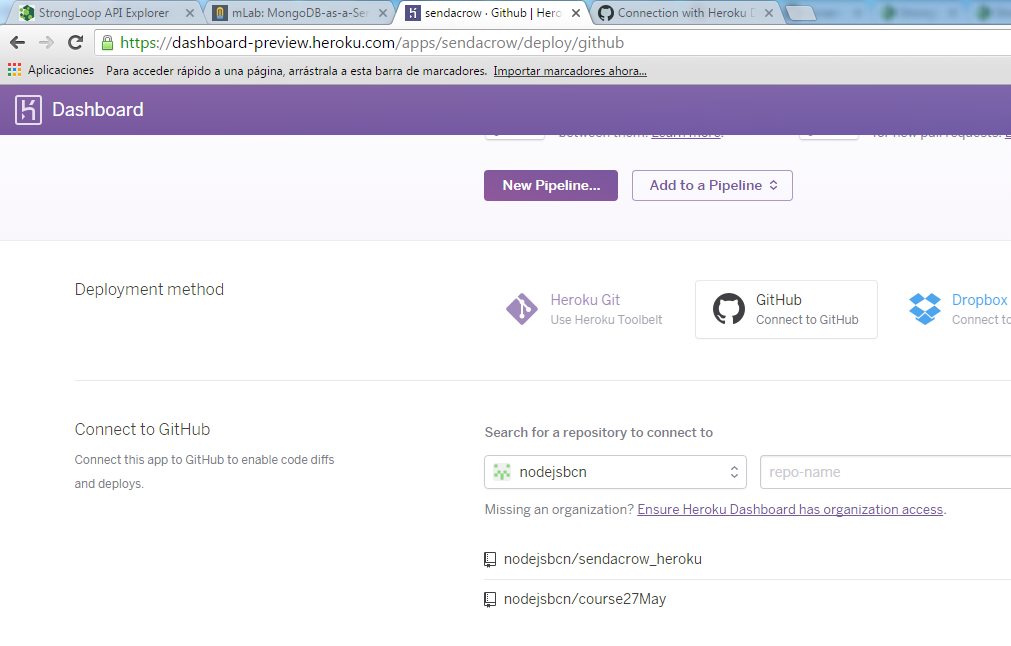 StrongLoop API Explorer
mLab: MongoDB-as-a-Se
sendacrow · Github | Hero
Connection with Heroku
https://dashboard-preview.heroku.com/apps/sendacrow/deploy/github
Aplicaciones Para acceder rápido a una página, arrástrala a esta barra de marcadores. Importar marcadores ahora...
Dashboard
between them. Learn more. for new pull requests.
New Pipeline... Add to a Pipeline
Deployment method
Heroku Git
Use Heroku Toolbelt
GitHub
Connect to GitHub
Dropbox
Connect to
Connect to GitHub
Connect this app to GitHub to enable code diffs
and deploys.
Search for a repository to connect to
nodejsbcn repo-name
Missing an organization? Ensure Heroku Dashboard has organization access.
nodejsbcn/sendacrow_heroku
nodejsbcn/course27May